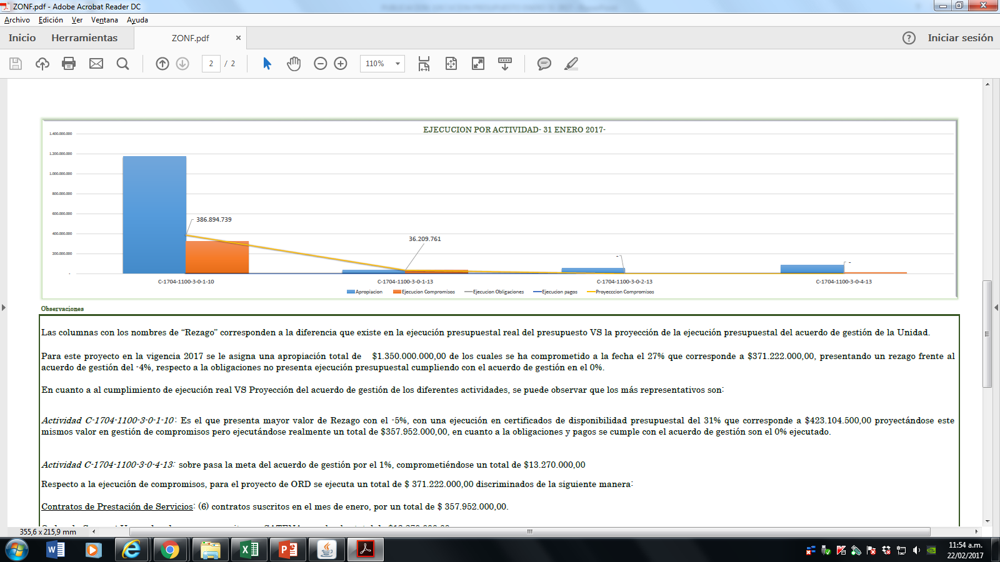 ZONF.pdf - Adobe Acrobat Reader DC
Archivo Edición Ver Ventana Ayuda
Inicio Herramientas ZONF.pdf × ? Iniciar sesión
2 / 2 110%
EJECUCION POR ACTIVIDAD- 31 ENERO 2017-
1.400.000.000
1.200.000.000
1.000.000.000
800.000.000
600.000.000
400.000.000
200.000.000
-
386.894.739
36.209.761
-
-
C-1704-1100-3-0-1-10 C-1704-1100-3-0-1-13 C-1704-1100-3-0-2-13 C-1704-1100-3-0-4-13
Apropiacion Ejecucion Compromisos Ejecucion Obligaciones Ejecucion pagos Proyecccion Compromisos
Observaciones
Las columnas con los nombres de “Rezago” corresponden a la diferencia que existe en la ejecución presupuestal real del presupuesto VS la proyección de la ejecución presupuestal del acuerdo de gestión de la Unidad.
Para este proyecto en la vigencia 2017 se le asigna una apropiación total de $1.350.000.000,00 de los cuales se ha comprometido a la fecha el 27% que corresponde a $371.222.000,00, presentando un rezago frente al
acuerdo de gestión del -4%, respecto a la obligaciones no presenta ejecución presupuestal cumpliendo con el acuerdo de gestión en el 0%.
En cuanto a al cumplimiento de ejecución real VS Proyección del acuerdo de gestión de los diferentes actividades, se puede observar que los más representativos son:
Actividad C-1704-1100-3-0-1-10: Es el que presenta mayor valor de Rezago con el -5%, con una ejecución en certificados de disponibilidad presupuestal del 31% que corresponde a $423.104.500,00 proyectándose este
mismos valor en gestión de compromisos pero ejecutándose realmente un total de $357.952.000,00, en cuanto a la obligaciones y pagos se cumple con el acuerdo de gestión son el 0% ejecutado.
Actividad C-1704-1100-3-0-4-13: sobre pasa la meta del acuerdo de gestión por el 1%, comprometiéndose un total de $13.270.000,00
Respecto a la ejecución de compromisos, para el proyecto de ORD se ejecuta un total de $ 371.222.000,00 discriminados de la siguiente manera:
Contratos de Prestación de Servicios: (6) contratos suscritos en el mes de enero, por un total de $ 357.952.000,00.
355,6 x 215,9 mm
11:54 a.m.
22/02/2017